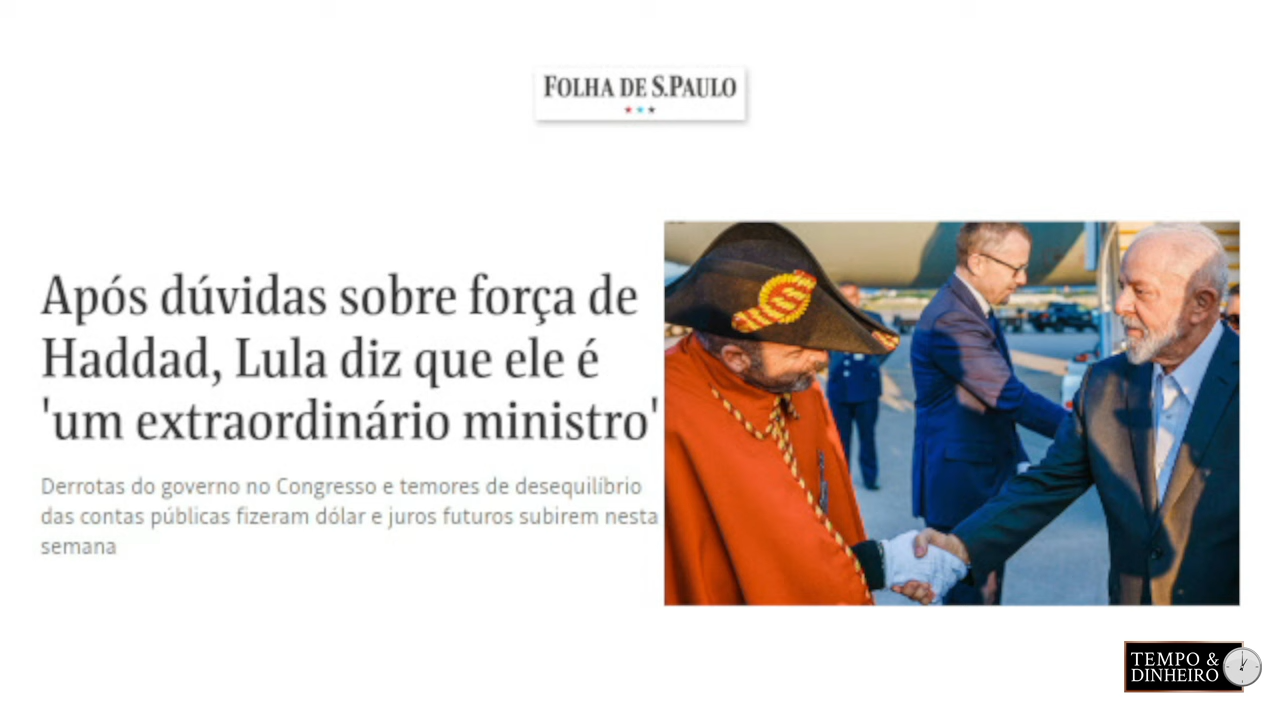 FOLHA DE S.PAULO
Após dúvidas sobre força de
Haddad, Lula diz que ele é
'um extraordinário ministro'
Derrotas do governo no Congresso e temores de desequilíbrio
das contas públicas fizeram dólar e juros futuros subirem nesta
semana
TEMPO &
DINHEIRO